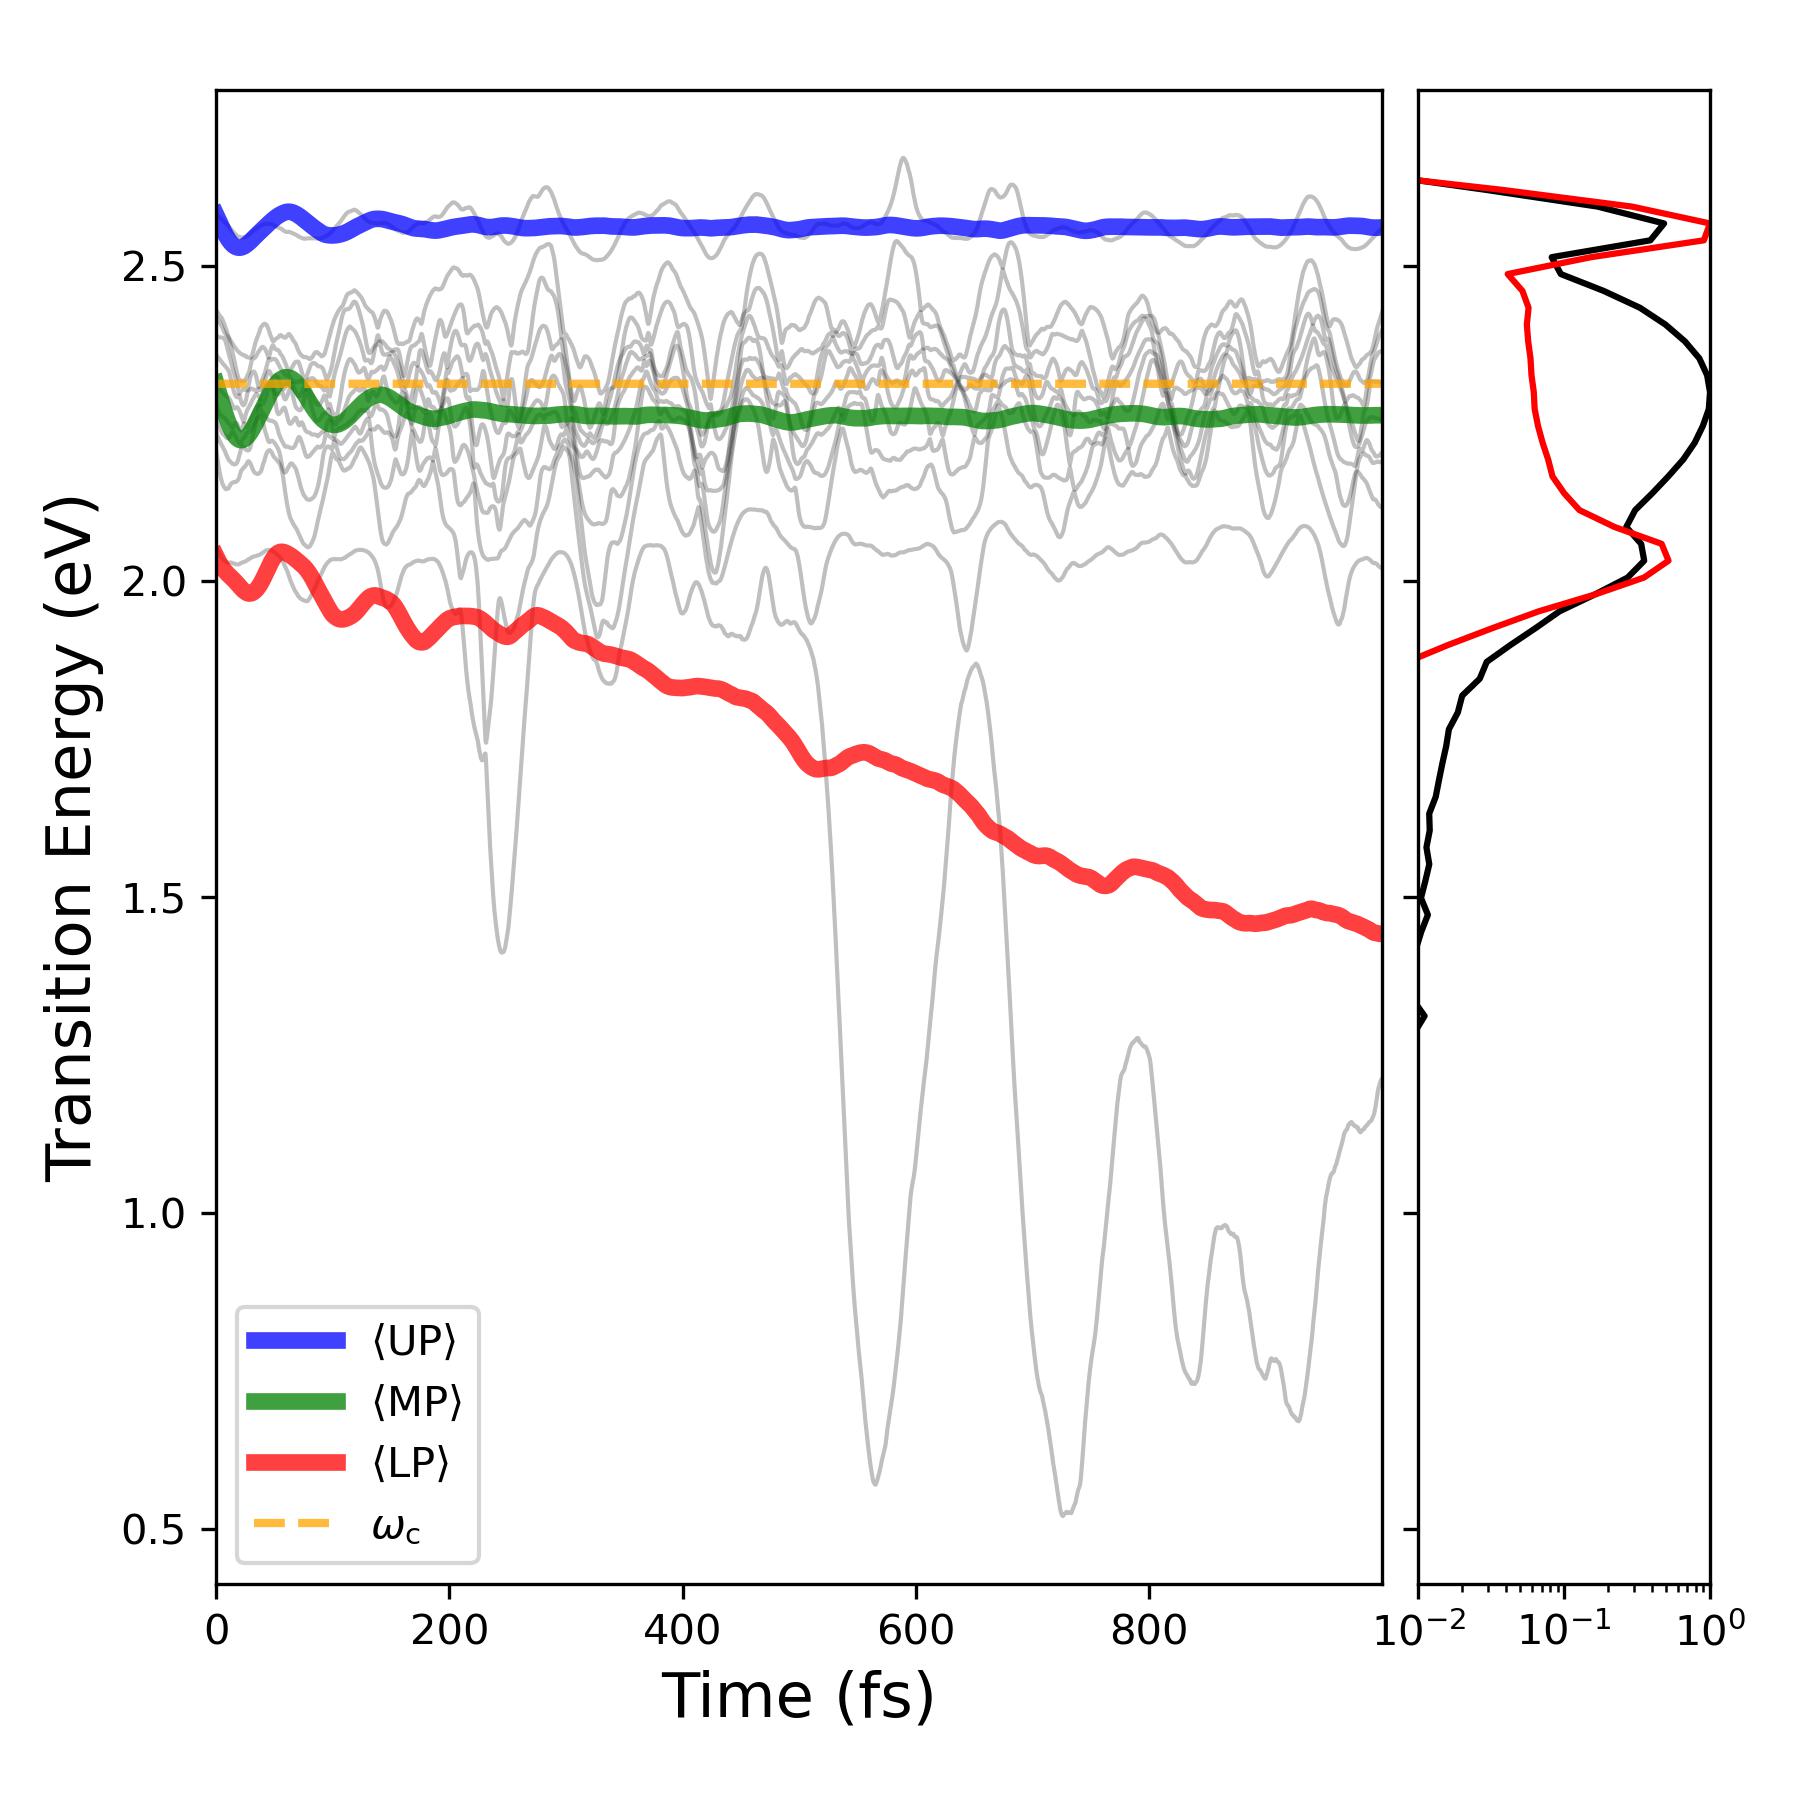 Transition Energy (eV)
2.5
2.0
1.5
1.0
0.5
⟨UP⟩
⟨MP⟩
⟨LP⟩
ω_c
0 200 400 600 800
Time (fs)
10⁻² 10⁻¹ 10⁰